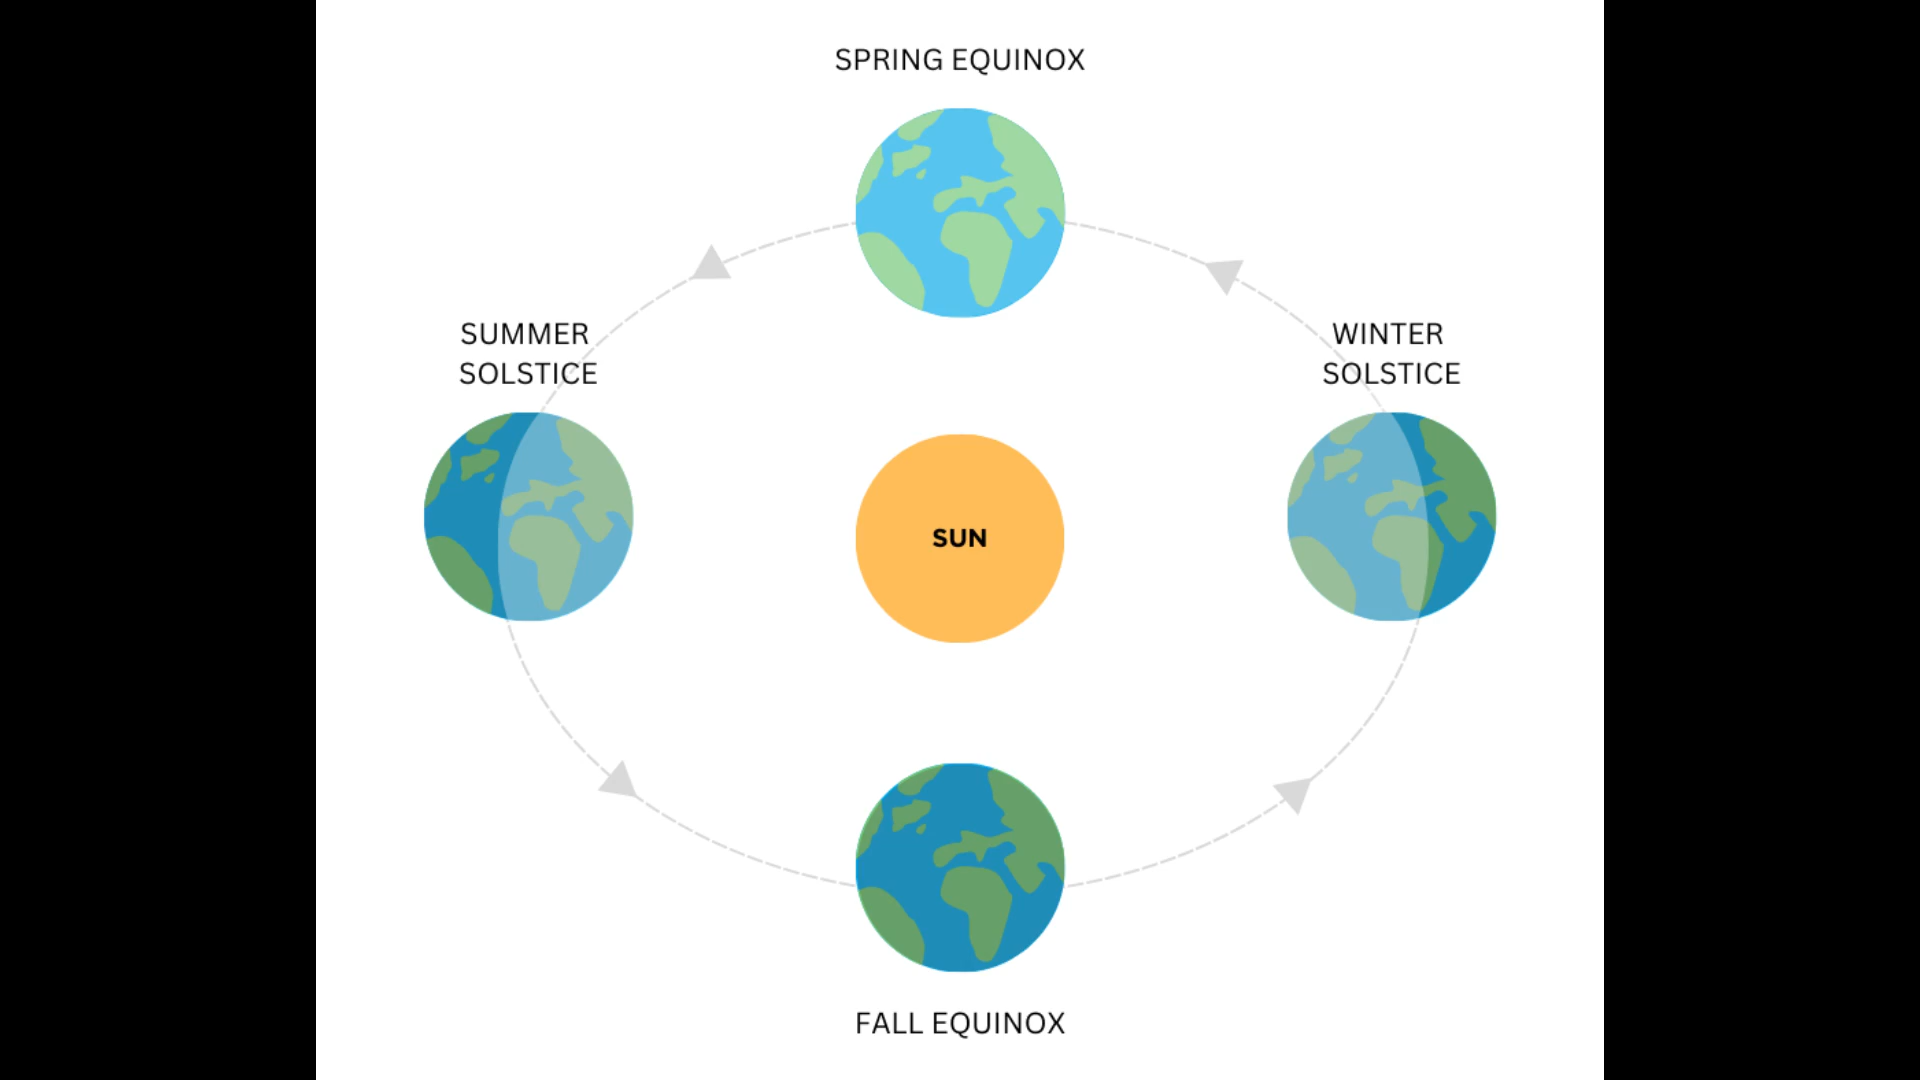 SPRING EQUINOX
SUMMER
SOLSTICE
WINTER
SOLSTICE
SUN
FALL EQUINOX